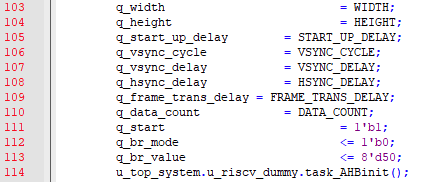 103 q_width = WIDTH;
104 q_height = HEIGHT;
105 q_start_up_delay = START_UP_DELAY;
106 q_vsync_cycle = VSYNC_CYCLE;
107 q_vsync_delay = VSYNC_DELAY;
108 q_hsync_delay = HSYNC_DELAY;
109 q_frame_trans_delay = FRAME_TRANS_DELAY;
110 q_data_count = DATA_COUNT;
111 q_start = 1'b1;
112 q_br_mode <= 1'b0;
113 q_br_value <= 8'd50;
114 u_top_system.u_riscv_dummy.task_AHBinit();